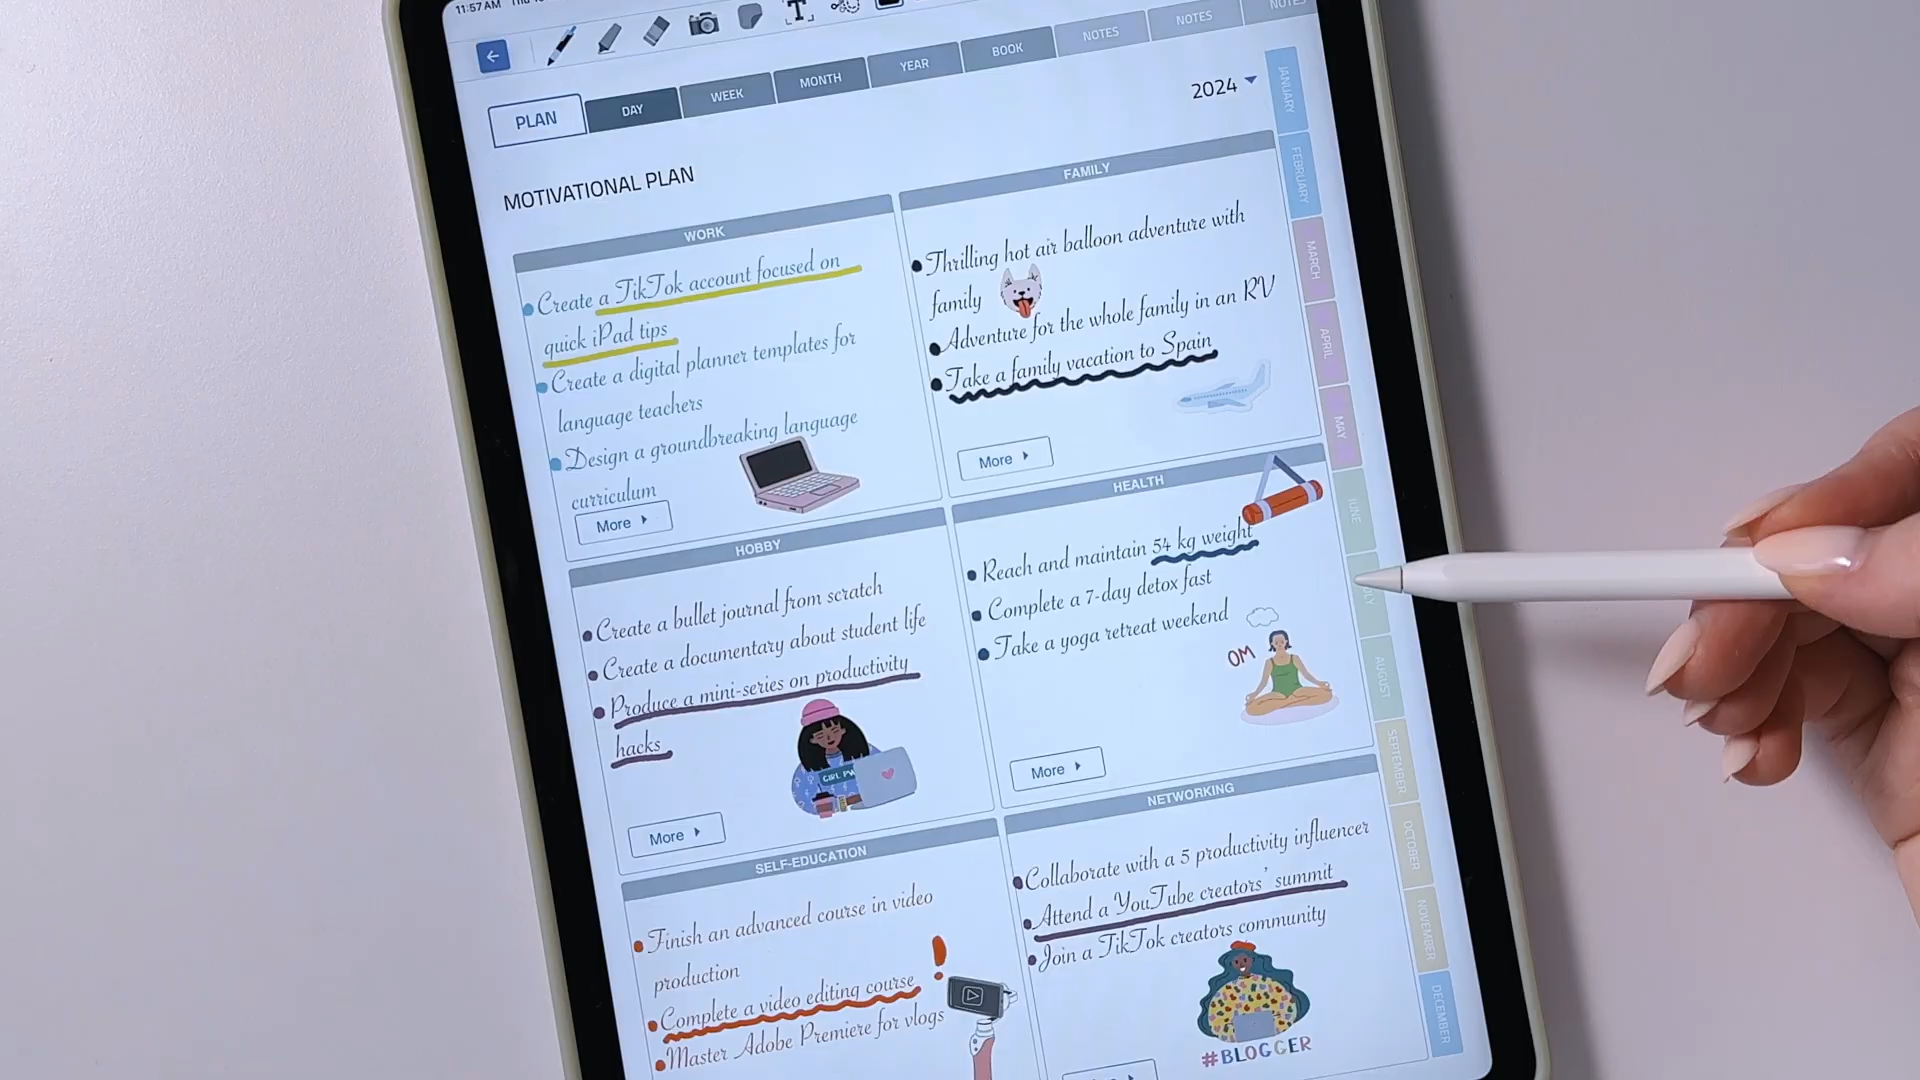 11:57 AM
PLAN
DAY
WEEK
MONTH
YEAR
BOOK
NOTES
NOTES
NOTES
2024
MOTIVATIONAL PLAN
WORK
Create a TikTok account focused on
quick iPad tips
Create a digital planner templates for
language teachers
Design a groundbreaking language
curriculum
More
FAMILY
Thrilling hot air balloon adventure with
family
Adventure for the whole family in an RV
Take a family vacation to Spain
More
HOBBY
Create a bullet journal from scratch
Create a documentary about student life
Produce a mini-series on productivity
hacks
GIRL
More
HEALTH
Reach and maintain 54 kg weight
Complete a 7-day detox fast
Take a yoga retreat weekend
OM
More
SELF-EDUCATION
Finish an advanced course in video
production
Complete a video editing course
!
Master Adobe Premiere for vlogs
NETWORKING
Collaborate with a 5 productivity influencer
Attend a YouTube creators' summit
Join a TikTok creators community
#BLOGGER
JANUARY
FEBRUARY
MARCH
APRIL
MAY
JUNE
AUGUST
SEPTEMBER
OCTOBER
NOVEMBER
DECEMBER